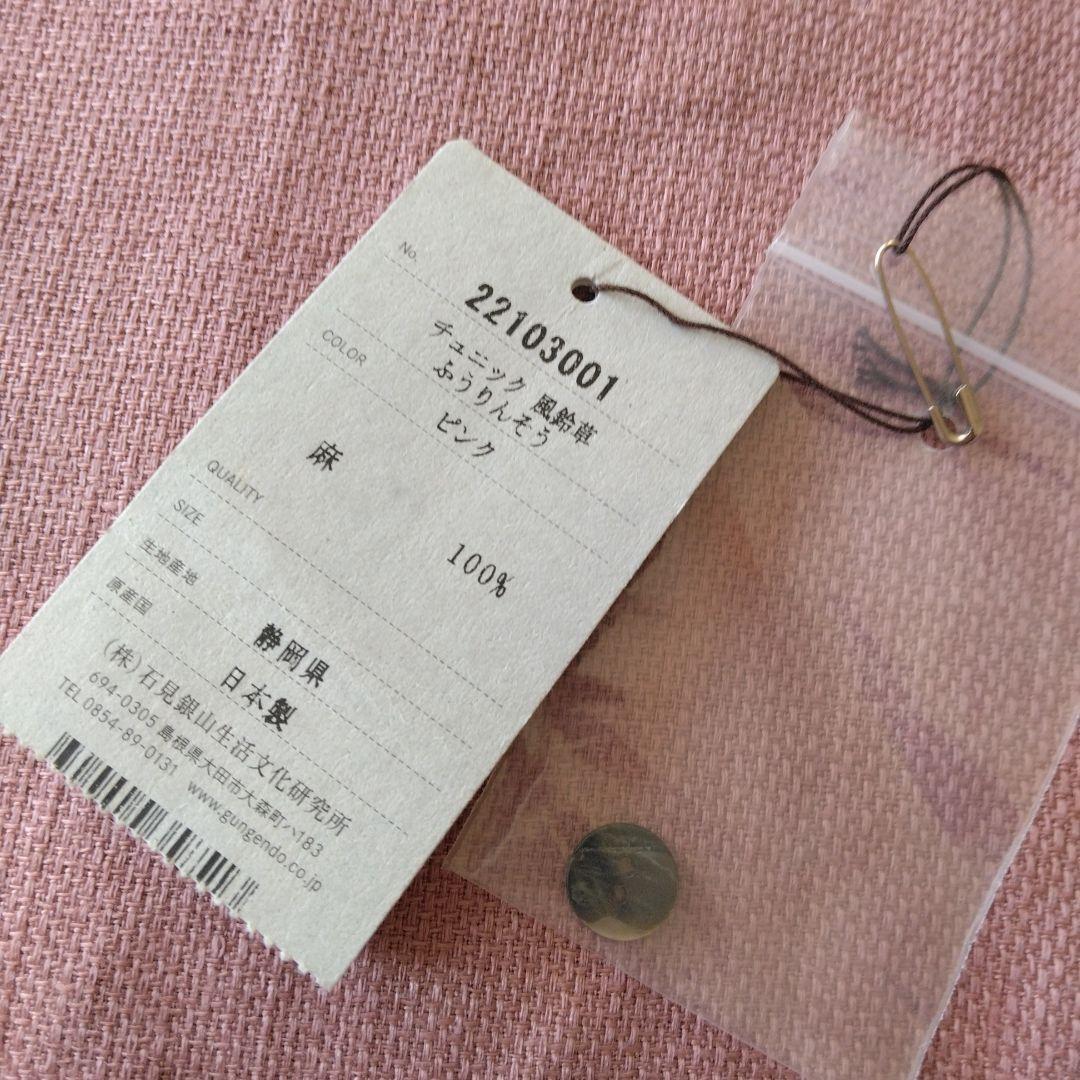 No.
22103001
チュニック 風鈴草
ふうりんそう
COLOR
ピンク
麻
100%
QUALITY
SIZE
生地産地
静岡県
原産国
日本製
(株)石見銀山生活文化研究所
694-0305 島根県大田市大森町ハ183
TEL 0854-89-0131 www.gungendo.co.jp